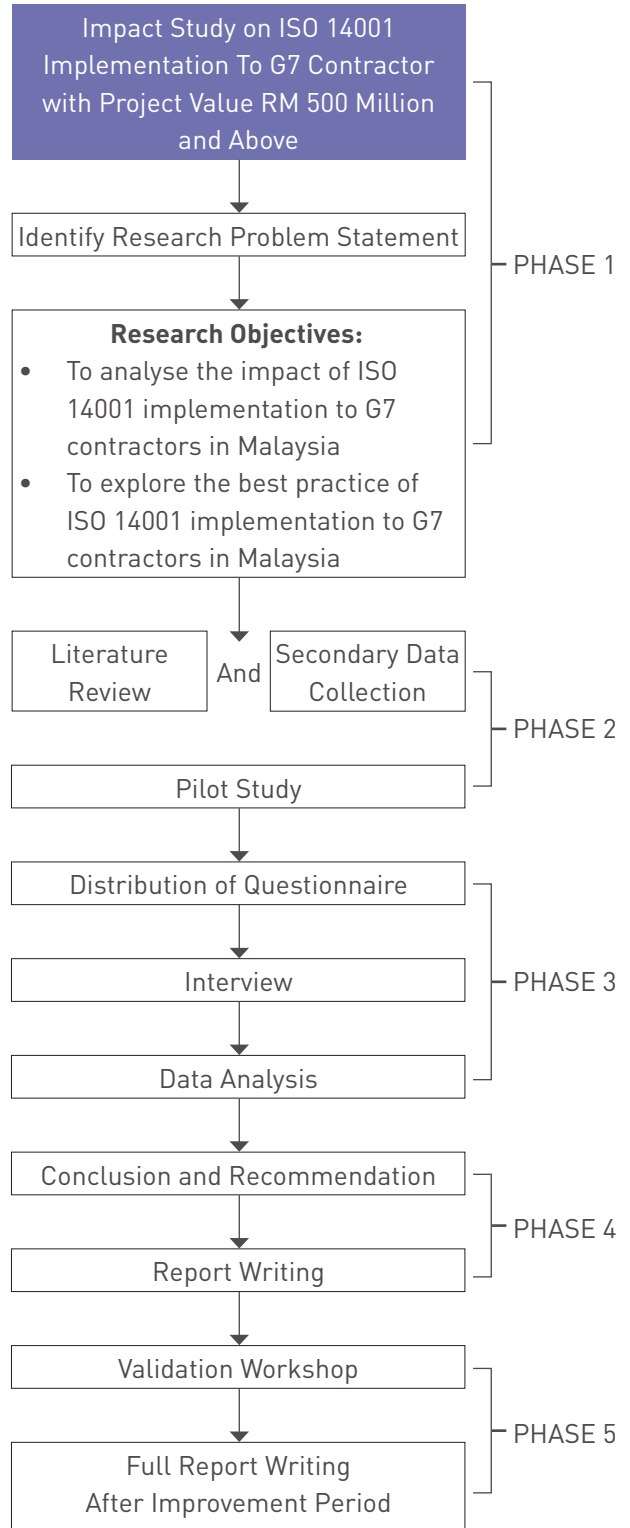 Impact Study on ISO 14001
Implementation To G7 Contractor
with Project Value RM 500 Million
and Above
Identify Research Problem Statement
PHASE 1
Research Objectives:
• To analyse the impact of ISO
14001 implementation to G7
contractors in Malaysia
• To explore the best practice of
ISO 14001 implementation to G7
contractors in Malaysia
Literature
Review
And
Secondary Data
Collection
PHASE 2
Pilot Study
Distribution of Questionnaire
Interview
PHASE 3
Data Analysis
Conclusion and Recommendation
PHASE 4
Report Writing
Validation Workshop
PHASE 5
Full Report Writing
After Improvement Period